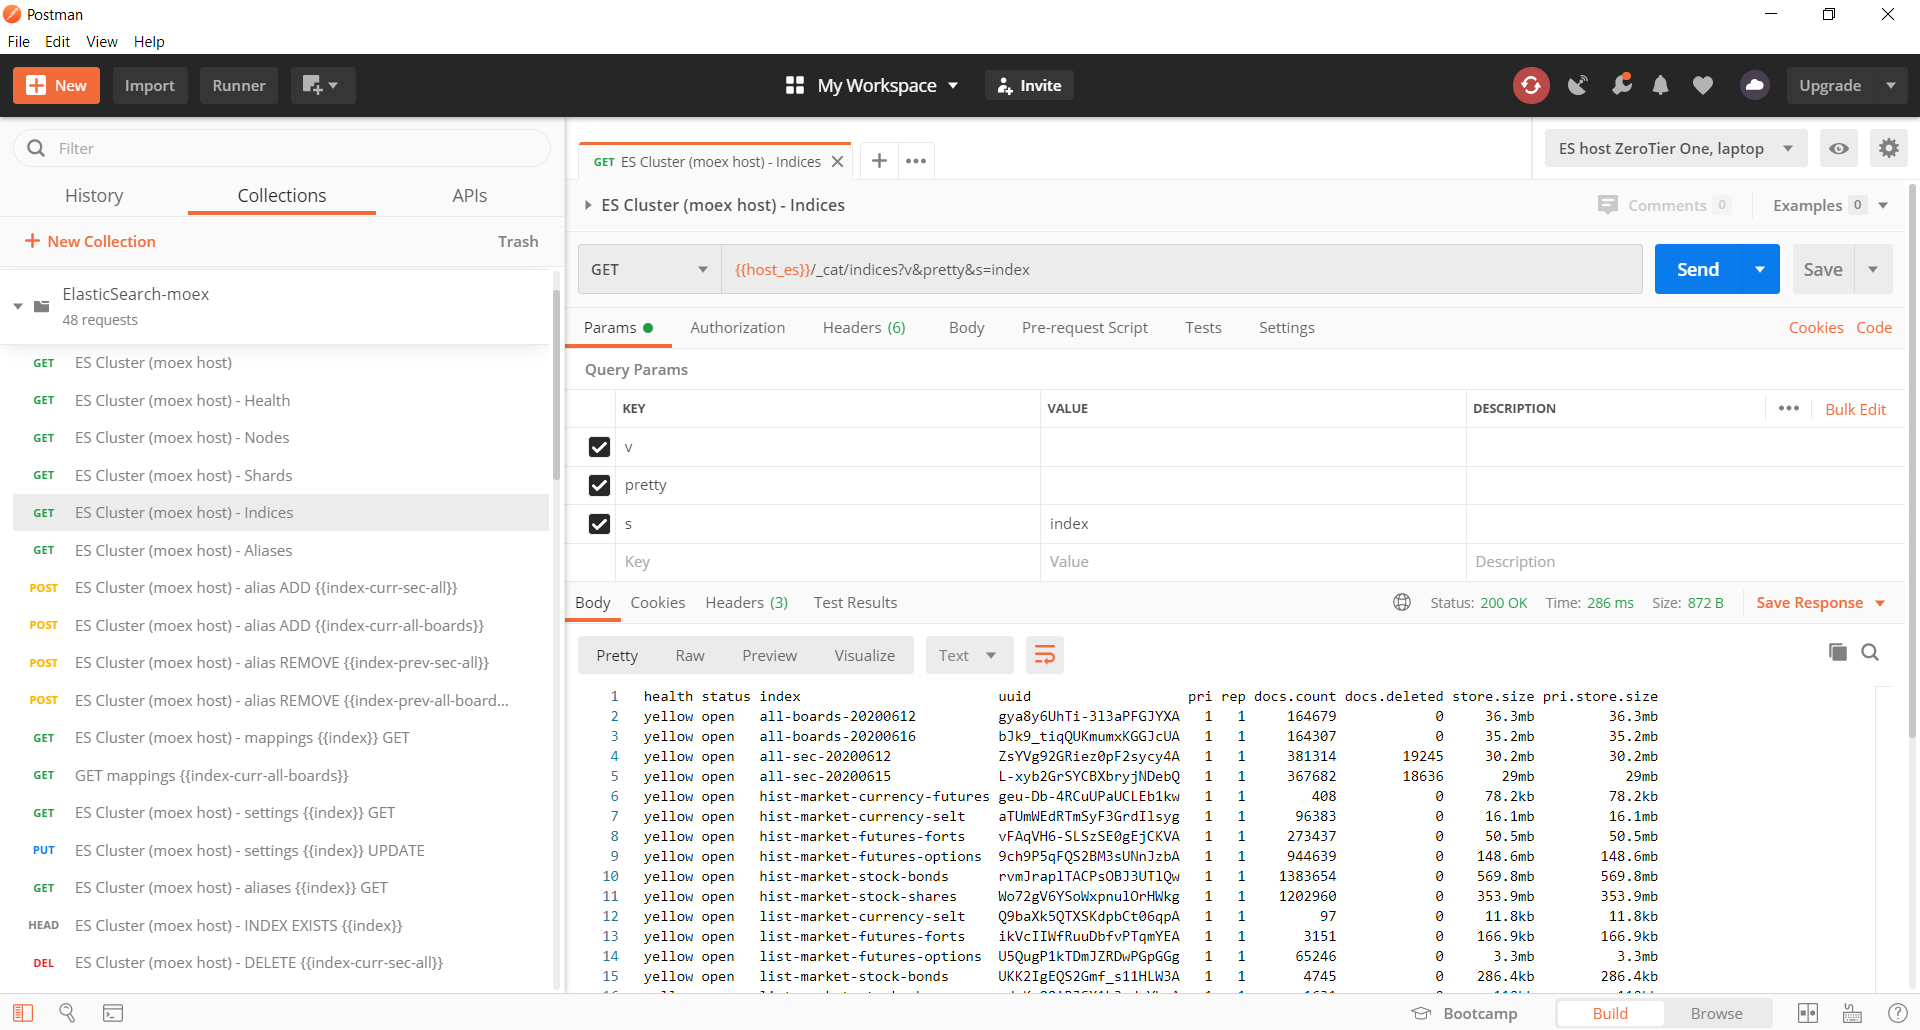 Postman
File Edit View Help
New Import Runner My Workspace Invite Upgrade
Filter
History Collections APIs
New Collection Trash
ElasticSearch-moex
48 requests
GET ES Cluster (moex host)
GET ES Cluster (moex host) - Health
GET ES Cluster (moex host) - Nodes
GET ES Cluster (moex host) - Shards
GET ES Cluster (moex host) - Indices
GET ES Cluster (moex host) - Aliases
POST ES Cluster (moex host) - alias ADD {{index-curr-sec-all}}
POST ES Cluster (moex host) - alias ADD {{index-curr-all-boards}}
POST ES Cluster (moex host) - alias REMOVE {{index-prev-sec-all}}
POST ES Cluster (moex host) - alias REMOVE {{index-prev-all-board...
GET ES Cluster (moex host) - mappings {{index}} GET
GET GET mappings {{index-curr-all-boards}}
GET ES Cluster (moex host) - settings {{index}} GET
PUT ES Cluster (moex host) - settings {{index}} UPDATE
GET ES Cluster (moex host) - aliases {{index}} GET
HEAD ES Cluster (moex host) - INDEX EXISTS {{index}}
DEL ES Cluster (moex host) - DELETE {{index-curr-sec-all}}
GET ES Cluster (moex host) - Indices
ES host ZeroTier One, laptop
ES Cluster (moex host) - Indices Comments 0 Examples 0
GET {{host_es}}/_cat/indices?v&pretty&s=index Send Save
Params Authorization Headers (6) Body Pre-request Script Tests Settings Cookies Code
Query Params
KEY VALUE DESCRIPTION Bulk Edit
v
pretty
s index
Key Value Description
Body Cookies Headers (3) Test Results Status: 200 OK Time: 286 ms Size: 872 B Save Response
Pretty Raw Preview Visualize Text
1 health status index uuid pri rep docs.count docs.deleted store.size pri.store.size
2 yellow open all-boards-20200612 gya8y6UhTi-3l3aPFGJYXA 1 1 164679 0 36.3mb 36.3mb
3 yellow open all-boards-20200616 bJk9_tiqQUKmumxKGGJcUA 1 1 164307 0 35.2mb 35.2mb
4 yellow open all-sec-20200612 ZsYVg92GRiez0pF2sycy4A 1 1 381314 19245 30.2mb 30.2mb
5 yellow open all-sec-20200615 L-xyb2GrSYCBXbryjNDebQ 1 1 367682 18636 29mb 29mb
6 yellow open hist-market-currency-futures geu-Db-4RCuUPaUCLEb1kw 1 1 408 0 78.2kb 78.2kb
7 yellow open hist-market-currency-selt aTUmWEdRTmSyF3GrdIlsyg 1 1 96383 0 16.1mb 16.1mb
8 yellow open hist-market-futures-forts vFAqVH6-SLSzSE0gEjCKVA 1 1 273437 0 50.5mb 50.5mb
9 yellow open hist-market-futures-options 9ch9P5qFQS2BM3sUNnJzbA 1 1 944639 0 148.6mb 148.6mb
10 yellow open hist-market-stock-bonds rvmJraplTACPsOBJ3UTlQw 1 1 1383654 0 569.8mb 569.8mb
11 yellow open hist-market-stock-shares Wo72gV6YSoWxpnulOrHWkg 1 1 1202960 0 353.9mb 353.9mb
12 yellow open list-market-currency-selt Q9baXk5QTXSKdpbCt06qpA 1 1 97 0 11.8kb 11.8kb
13 yellow open list-market-futures-forts ikVcIIWfRuuDbfvPTqmYEA 1 1 3151 0 166.9kb 166.9kb
14 yellow open list-market-futures-options U5QugP1kTDmJZRDwPGpGGg 1 1 65246 0 3.3mb 3.3mb
15 yellow open list-market-stock-bonds UKK2IgEQS2Gmf_s11HLW3A 1 1 4745 0 286.4kb 286.4kb
Bootcamp Build Browse